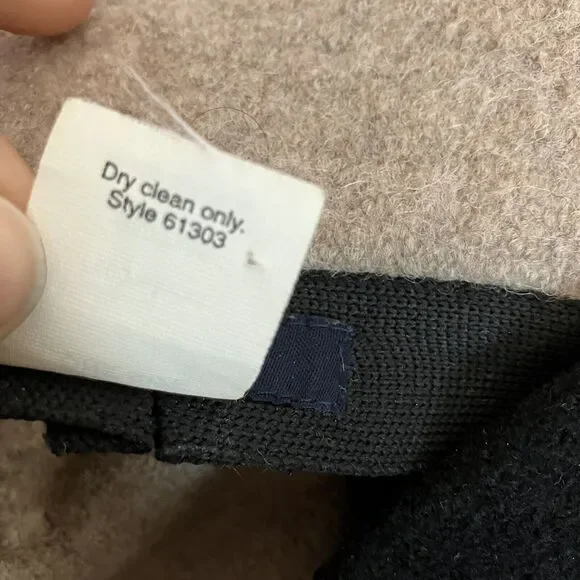 Dry clean only.
Style 61303